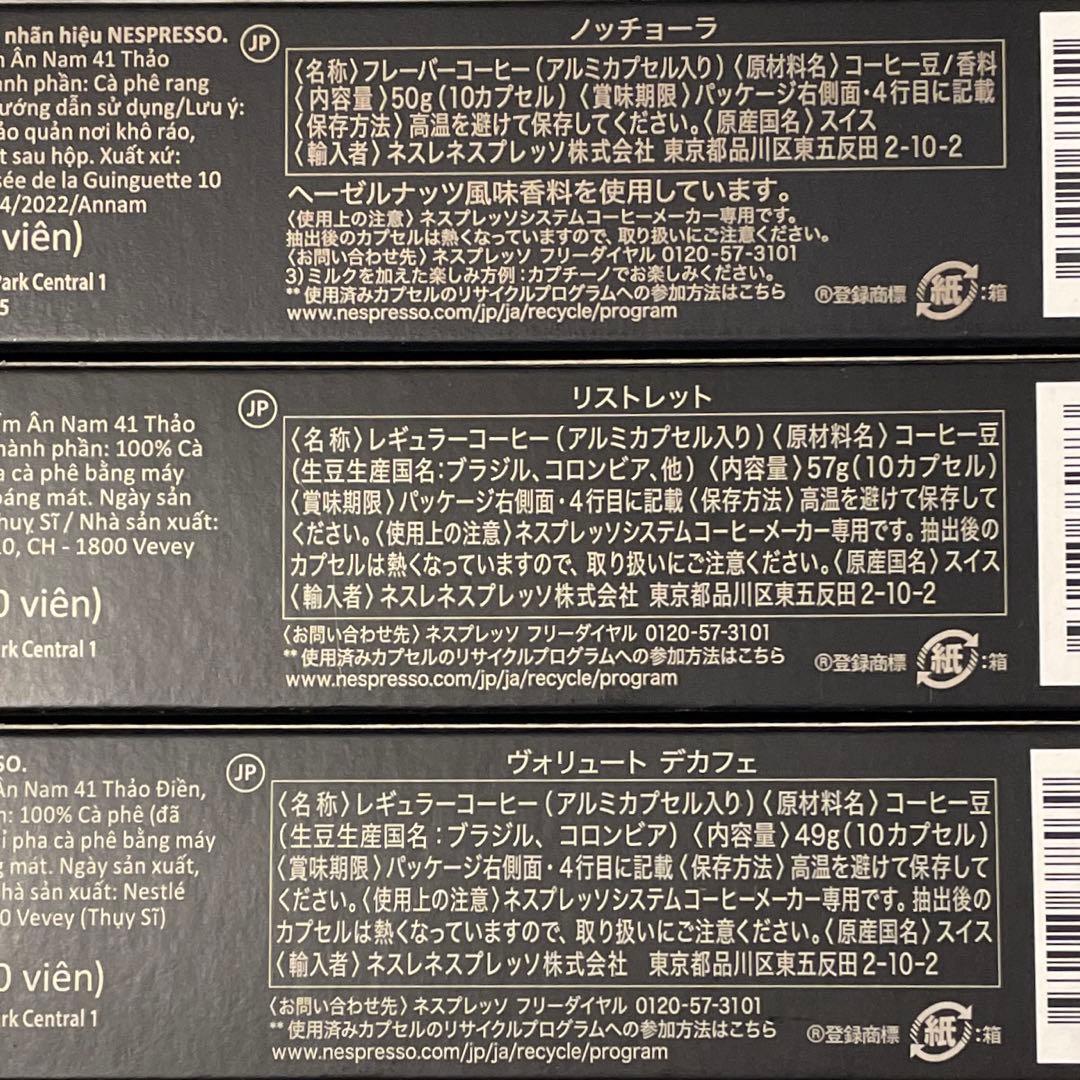 nhãn hiệu NESPRESSO.
Ân Nam 41 Thảo
phần: Cà phê rang
dẫn sử dụng/Lưu ý:
quản nơi khô ráo,
sau hộp. Xuất xứ:
de la Guinguette 10
4/2022/Annam
viên)
Park Central 1
5
JP
ノッチョーラ
〈名称〉フレーバーコーヒー(アルミカプセル入り)〈原材料名〉コーヒー豆/香料
〈内容量〉50g(10カプセル)〈賞味期限〉パッケージ右側面・4行目に記載
〈保存方法〉高温を避けて保存してください。〈原産国名〉スイス
〈輸入者〉ネスレネスプレッソ株式会社 東京都品川区東五反田2-10-2
ヘーゼルナッツ風味香料を使用しています。
〈使用上の注意〉ネスプレッソシステムコーヒーメーカー専用です。
抽出後のカプセルは熱くなっていますので、取り扱いにご注意ください。
〈お問い合わせ先〉ネスプレッソ フリーダイヤル 0120-57-3101
3)ミルクを加えた楽しみ方例:カプチーノでお楽しみください。
**使用済みカプセルのリサイクルプログラムへの参加方法はこちら
www.nespresso.com/jp/ja/recycle/program
®登録商標 紙:箱
Ân Nam 41 Thảo
phần: 100% Cà
cà phê bằng máy
mát. Ngày sản
Thuỵ Sĩ / Nhà sản xuất:
CH - 1800 Vevey
0 viên)
Central 1
JP
リストレット
〈名称〉レギュラーコーヒー(アルミカプセル入り)〈原材料名〉コーヒー豆
(生豆生産国名:ブラジル、コロンビア、他)〈内容量〉57g(10カプセル)
〈賞味期限〉パッケージ右側面・4行目に記載〈保存方法〉高温を避けて保存して
ください。〈使用上の注意〉ネスプレッソシステムコーヒーメーカー専用です。抽出後の
カプセルは熱くなっていますので、取り扱いにご注意ください。〈原産国名〉スイス
〈輸入者〉ネスレネスプレッソ株式会社 東京都品川区東五反田2-10-2
〈お問い合わせ先〉ネスプレッソ フリーダイヤル 0120-57-3101
**使用済みカプセルのリサイクルプログラムへの参加方法はこちら
www.nespresso.com/jp/ja/recycle/program
®登録商標 紙:箱
SO.
Ân Nam 41 Thảo Điền,
100% Cà phê (đã
pha cà phê bằng máy
mát. Ngày sản xuất,
sản xuất: Nestlé
0 Vevey (Thụy Sĩ)
0 viên)
Central 1
JP
ヴォリュート デカフェ
〈名称〉レギュラーコーヒー(アルミカプセル入り)〈原材料名〉コーヒー豆
(生豆生産国名:ブラジル、コロンビア)〈内容量〉49g(10カプセル)
〈賞味期限〉パッケージ右側面・4行目に記載〈保存方法〉高温を避けて保存して
ください。〈使用上の注意〉ネスプレッソシステムコーヒーメーカー専用です。抽出後の
カプセルは熱くなっていますので、取り扱いにご注意ください。〈原産国名〉スイス
〈輸入者〉ネスレネスプレッソ株式会社 東京都品川区東五反田2-10-2
〈お問い合わせ先〉ネスプレッソ フリーダイヤル 0120-57-3101
**使用済みカプセルのリサイクルプログラムへの参加方法はこちら
www.nespresso.com/jp/ja/recycle/program
®登録商標 紙:箱